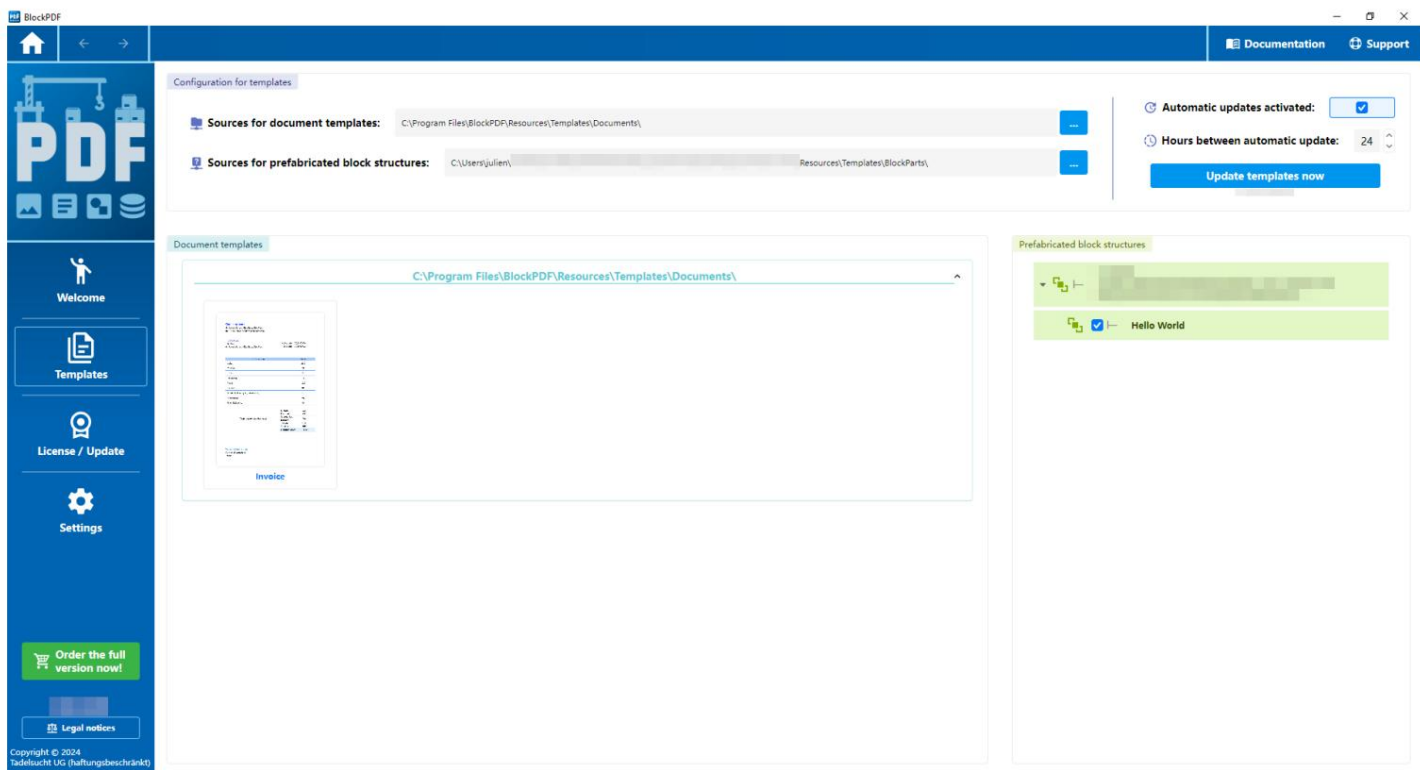 BlockPDF
Documentation
Support
PDF
Welcome
Templates
License / Update
Settings
Order the full
version now!
Legal notices
Copyright © 2024
Tadelsucht UG (haftungsbeschränkt)
Configuration for templates
Sources for document templates: C:\Program Files\BlockPDF\Resources\Templates\Documents\ ...
Sources for prefabricated block structures: C:\Users\julien\ Resources\Templates\BlockParts\ ...
Automatic updates activated:
Hours between automatic update: 24
Update templates now
Document templates
C:\Program Files\BlockPDF\Resources\Templates\Documents\
Invoice
Prefabricated block structures
Hello World